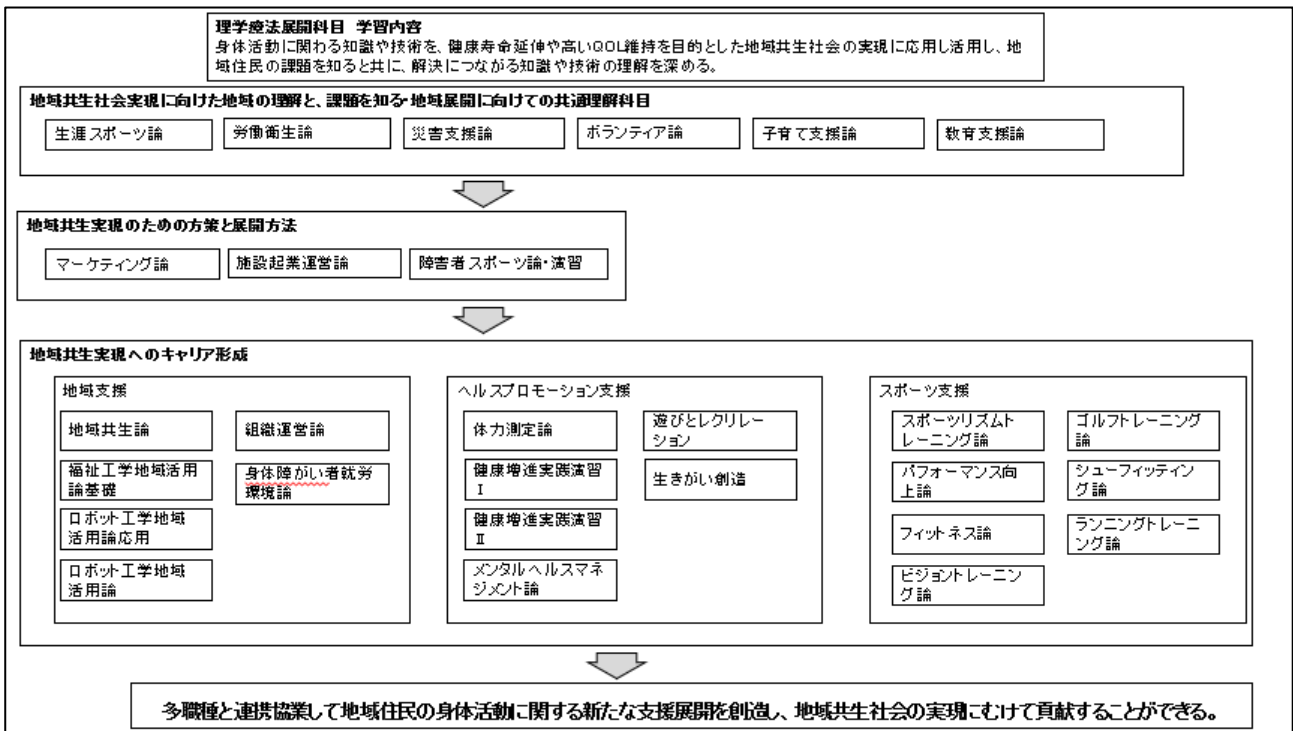 理学療法展開科目 学習内容
身体活動に関わる知識や技術を、健康寿命延伸や高いQOL維持を目的とした地域共生社会の実現に応用し活用し、地
域住民の課題を知ると共に、解決につながる知識や技術の理解を深める。
地域共生社会実現に向けた地域の理解と、課題を知る・地域展開に向けての共通理解科目
生涯スポーツ論
労働衛生論
災害支援論
ボランティア論
子育て支援論
教育支援論
地域共生実現のための方策と展開方法
マーケティング論
施設起業運営論
障害者スポーツ論・演習
地域共生実現へのキャリア形成
地域支援
地域共生論
組織運営論
福祉工学地域活用
論基礎
身体障がい者就労
環境論
ロボット工学地域
活用論応用
ロボット工学地域
活用論
ヘルスプロモーション支援
体力測定論
遊びとレクリレー
ション
健康増進実践演習
Ⅰ
生きがい創造
健康増進実践演習
Ⅱ
メンタルヘルスマネ
ジメント論
スポーツ支援
スポーツリズムト
レーニング論
ゴルフトレーニング
論
パフォーマンス向
上論
シューフィッティン
グ論
フィットネス論
ランニングトレーニ
ング論
ビジョントレーニン
グ論
多職種と連携協業して地域住民の身体活動に関する新たな支援展開を創造し、地域共生社会の実現にむけて貢献することができる。